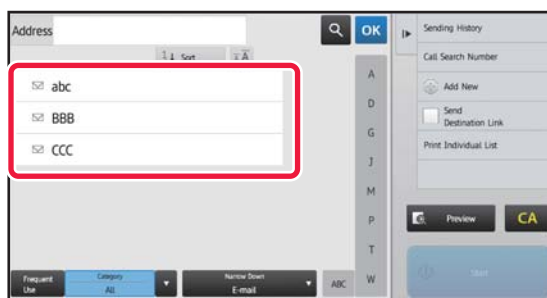 Address
OK
Sort
abc
BBB
CCC
A
D
G
J
M
P
T
W
ABC
Frequent
Use
Category
All
Narrow Down
E-mail
Sending History
Call Search Number
Add New
Send
Destination Link
Print Individual List
Preview
CA
Start